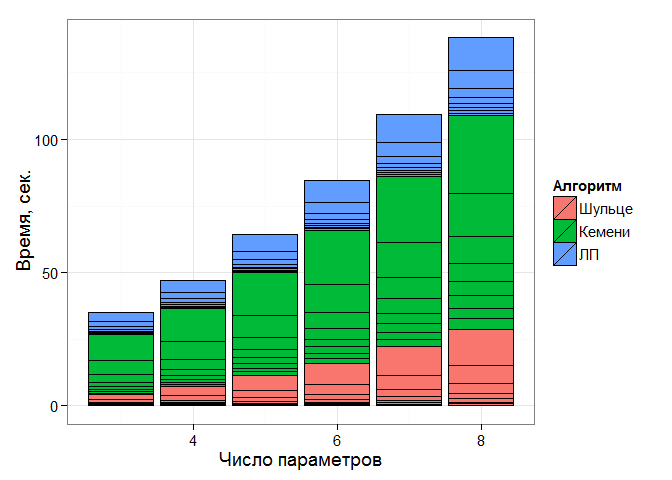 Время, сек.
100
50
0
4
6
8
Число параметров
Алгоритм
Шульце
Кемени
ЛП